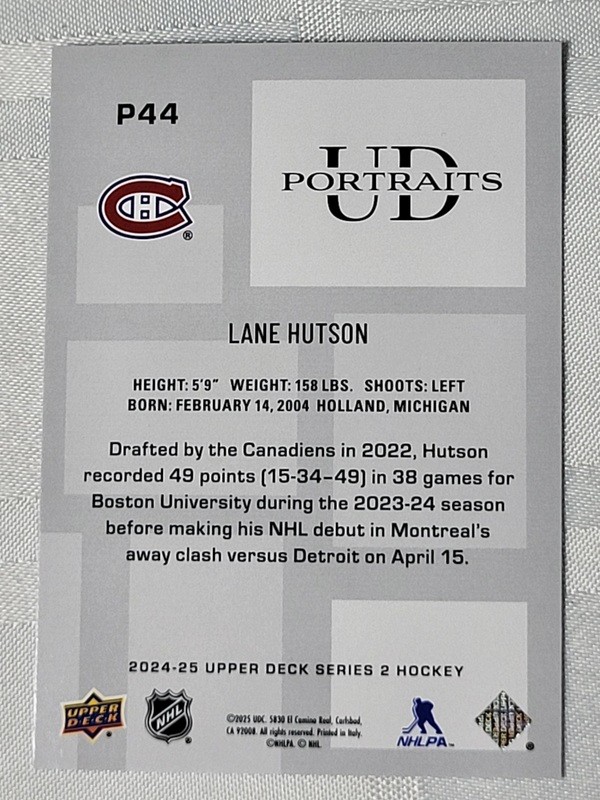 P44
UD
PORTRAITS
®
LANE HUTSON
HEIGHT: 5'9" WEIGHT: 158 LBS. SHOOTS: LEFT
BORN: FEBRUARY 14, 2004 HOLLAND, MICHIGAN
Drafted by the Canadiens in 2022, Hutson
recorded 49 points (15-34–49) in 38 games for
Boston University during the 2023-24 season
before making his NHL debut in Montreal's
away clash versus Detroit on April 15.
2024-25 UPPER DECK SERIES 2 HOCKEY
UPPER
DECK
NHL
©2025 UDC. 5830 El Camino Real, Carlsbad,
CA 92008. All rights reserved. Printed in Italy.
©NHLPA. © NHL.
NHLPA™
®